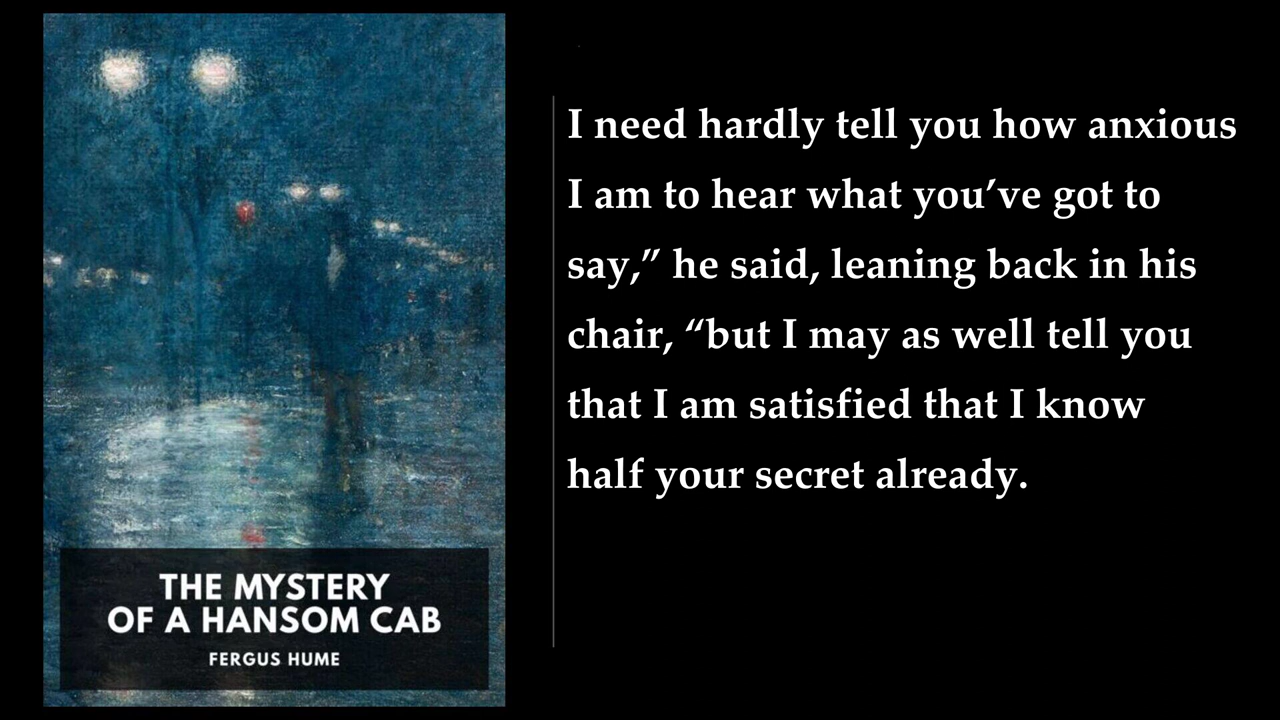 THE MYSTERY
OF A HANSOM CAB
FERGUS HUME
I need hardly tell you how anxious
I am to hear what you’ve got to
say,” he said, leaning back in his
chair, “but I may as well tell you
that I am satisfied that I know
half your secret already.